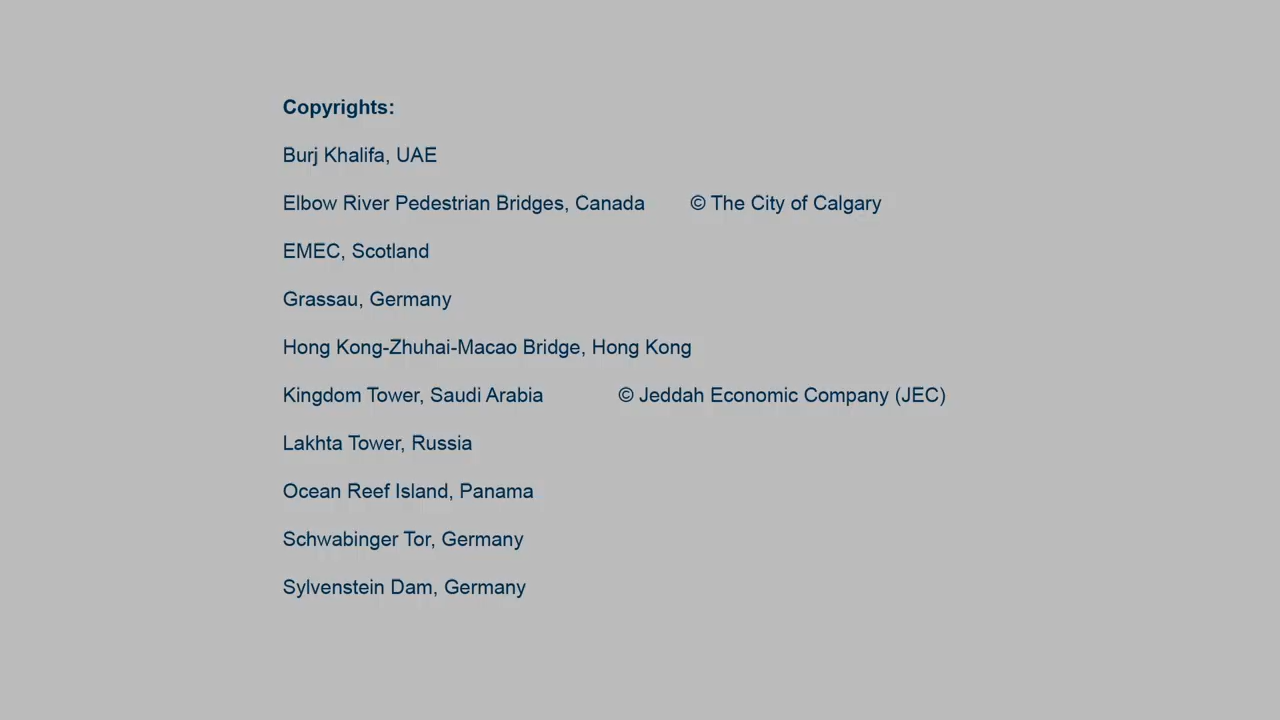 Copyrights:
Burj Khalifa, UAE
Elbow River Pedestrian Bridges, Canada © The City of Calgary
EMEC, Scotland
Grassau, Germany
Hong Kong-Zhuhai-Macao Bridge, Hong Kong
Kingdom Tower, Saudi Arabia © Jeddah Economic Company (JEC)
Lakhta Tower, Russia
Ocean Reef Island, Panama
Schwabinger Tor, Germany
Sylvenstein Dam, Germany